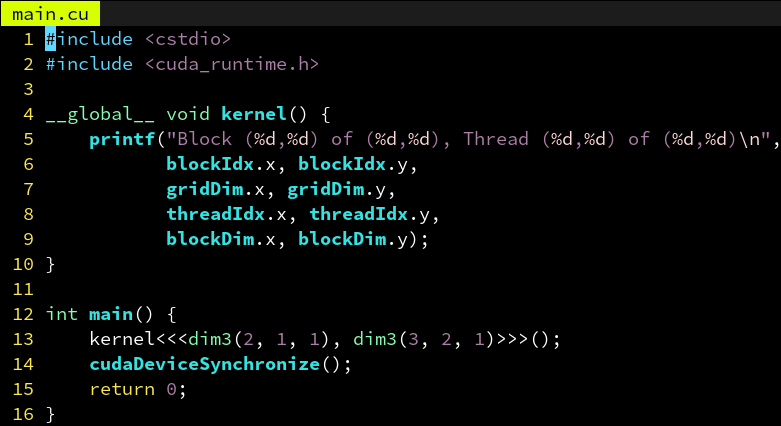 main.cu
1 #include <cstdio>
2 #include <cuda_runtime.h>
3
4 __global__ void kernel() {
5     printf("Block (%d,%d) of (%d,%d), Thread (%d,%d) of (%d,%d)\n",
6            blockIdx.x, blockIdx.y,
7            gridDim.x, gridDim.y,
8            threadIdx.x, threadIdx.y,
9            blockDim.x, blockDim.y);
10 }
11
12 int main() {
13     kernel<<<dim3(2, 1, 1), dim3(3, 2, 1)>>>();
14     cudaDeviceSynchronize();
15     return 0;
16 }